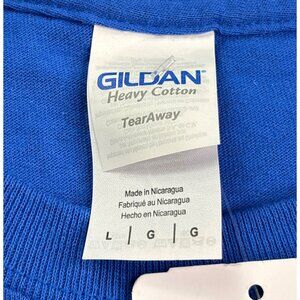 GILDAN
Heavy Cotton
TearAway
Made in Nicaragua
Fabriqué au Nicaragua
Hecho en Nicaragua
L | G | G